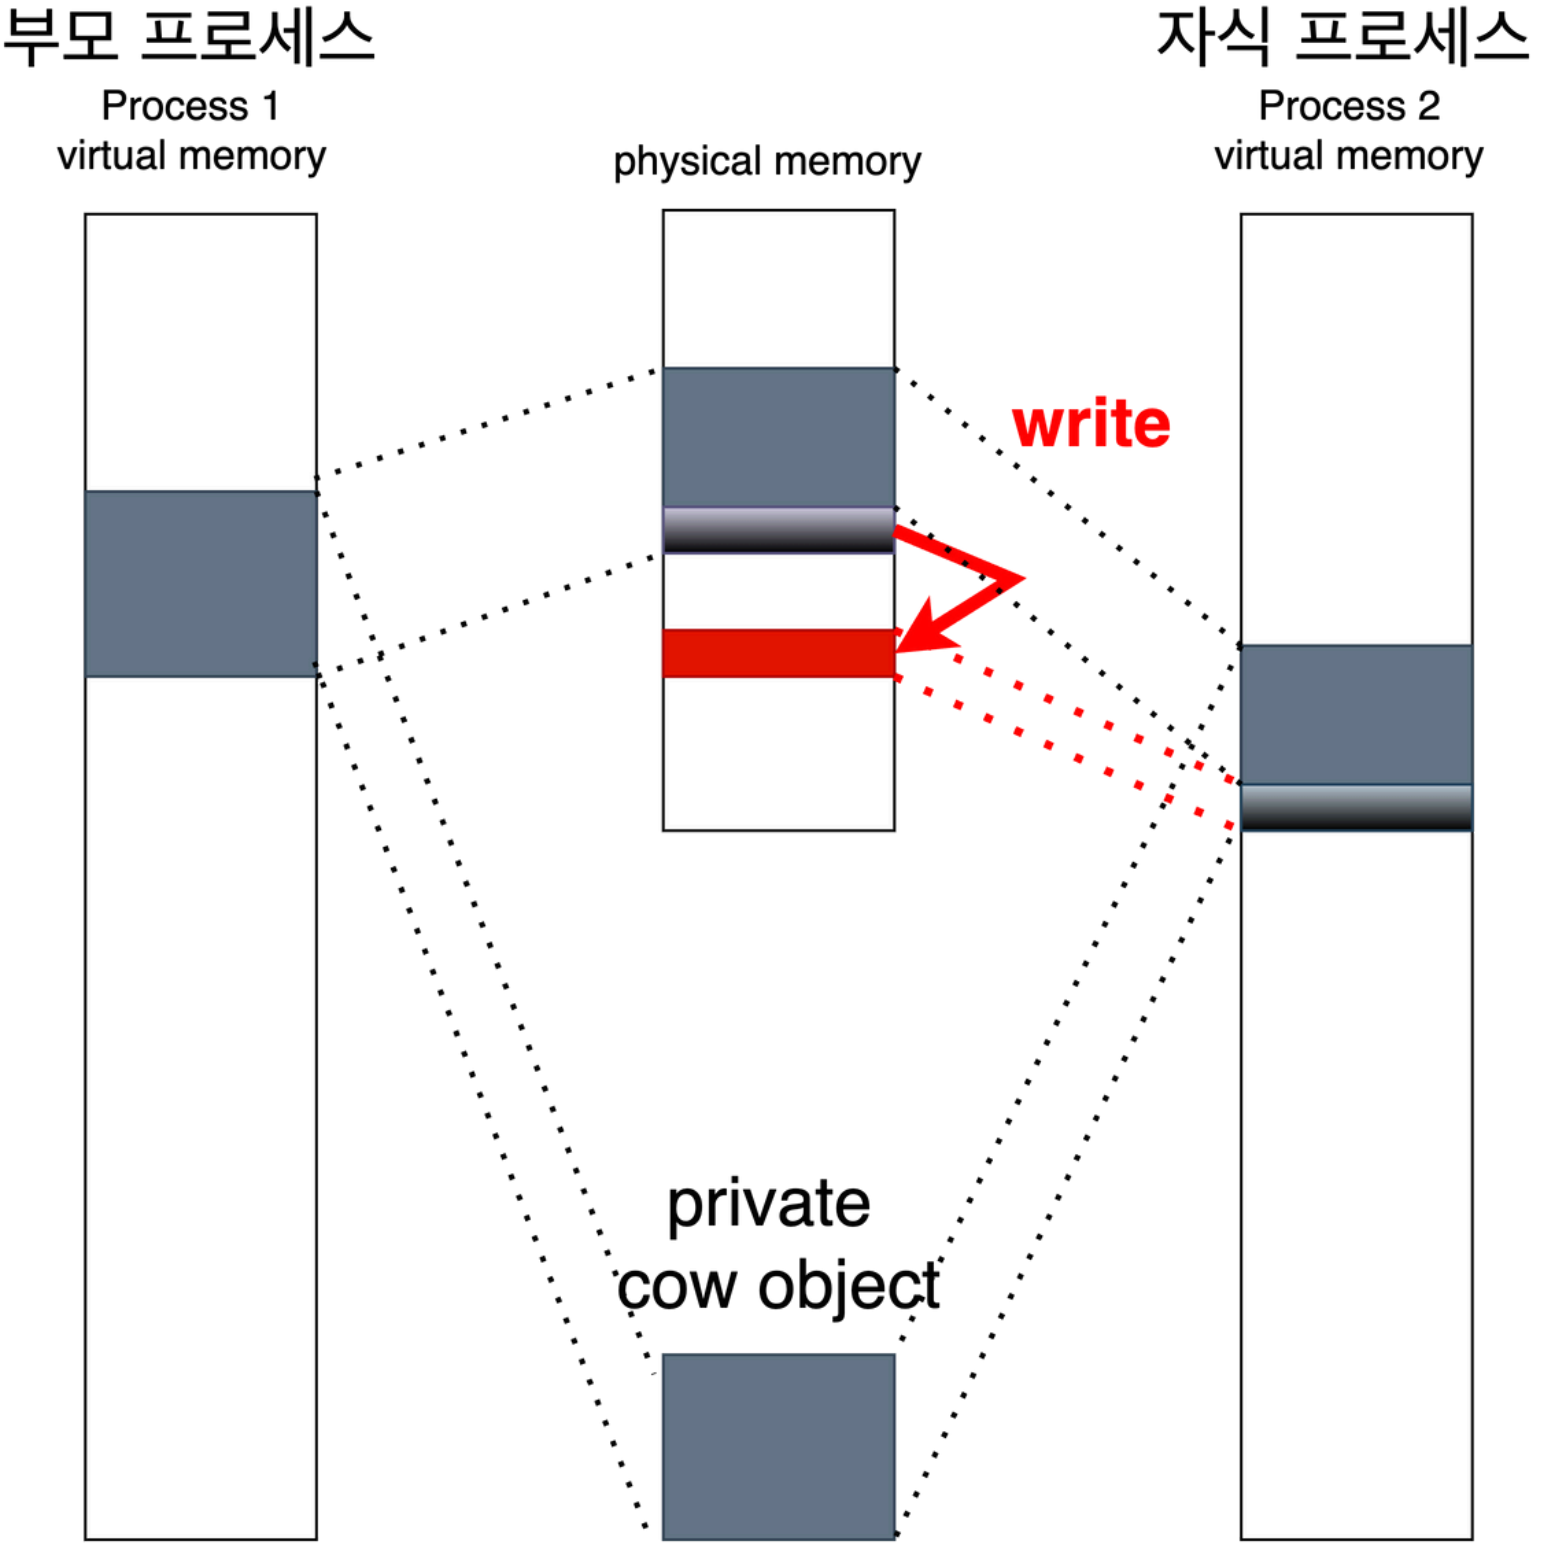 부모 프로세스
Process 1
virtual memory
physical memory
자식 프로세스
Process 2
virtual memory
write
private
cow object